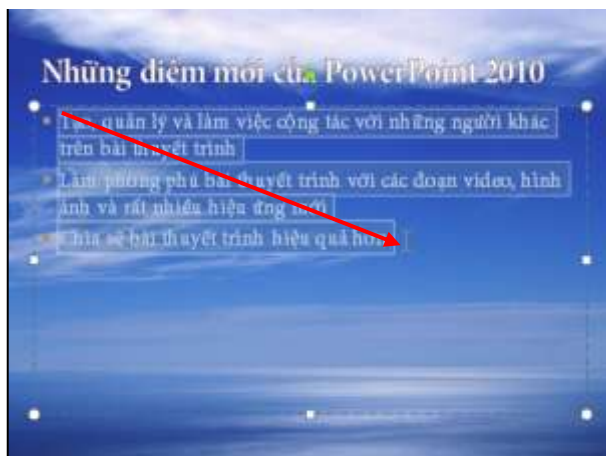 Những điểm mới của PowerPoint 2010
Tạo, quản lý và làm việc cộng tác với những người khác
trên bài thuyết trình
Làm phong phú bài thuyết trình với các đoạn video, hình
ảnh và rất nhiều hiệu ứng mới
Chia sẻ bài thuyết trình hiệu quả hơn